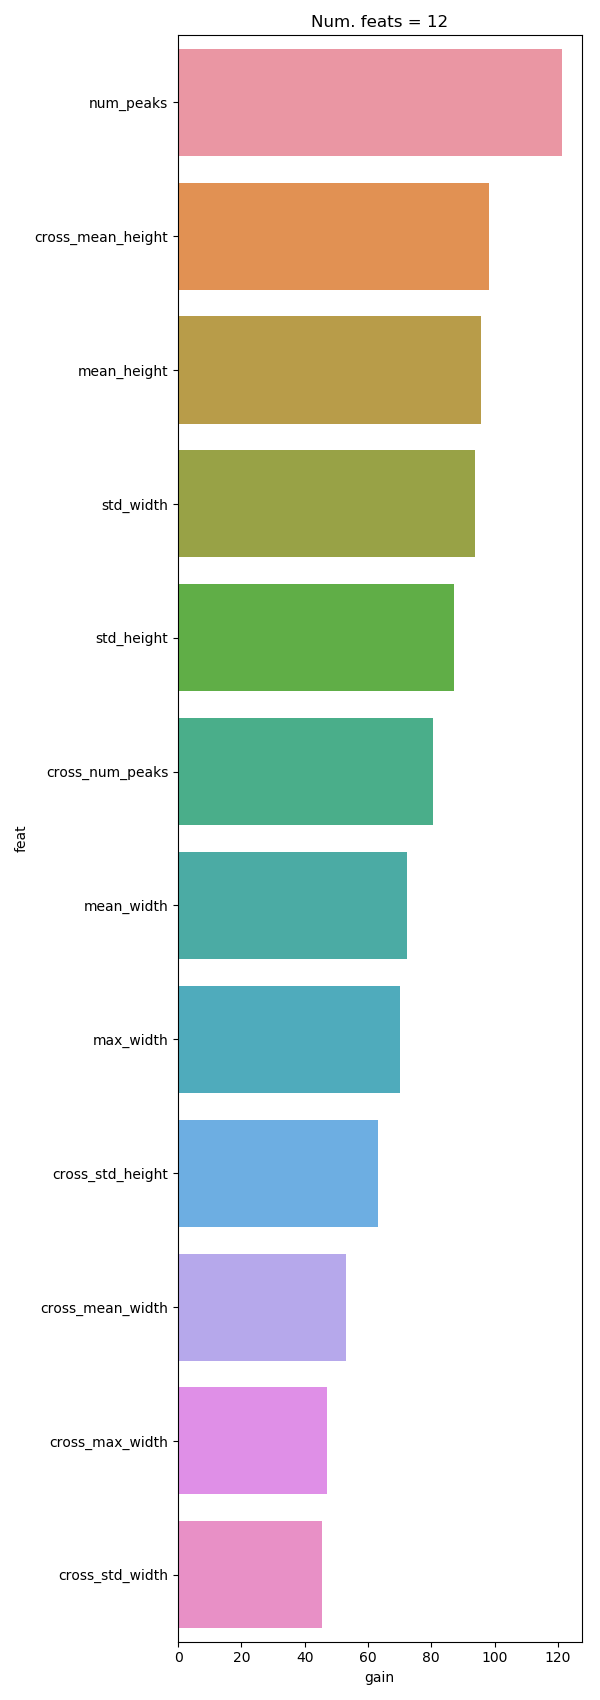 Num. feats = 12
num_peaks
cross_mean_height
mean_height
std_width
std_height
cross_num_peaks
feat
mean_width
max_width
cross_std_height
cross_mean_width
cross_max_width
cross_std_width
0 20 40 60 80 100 120
gain